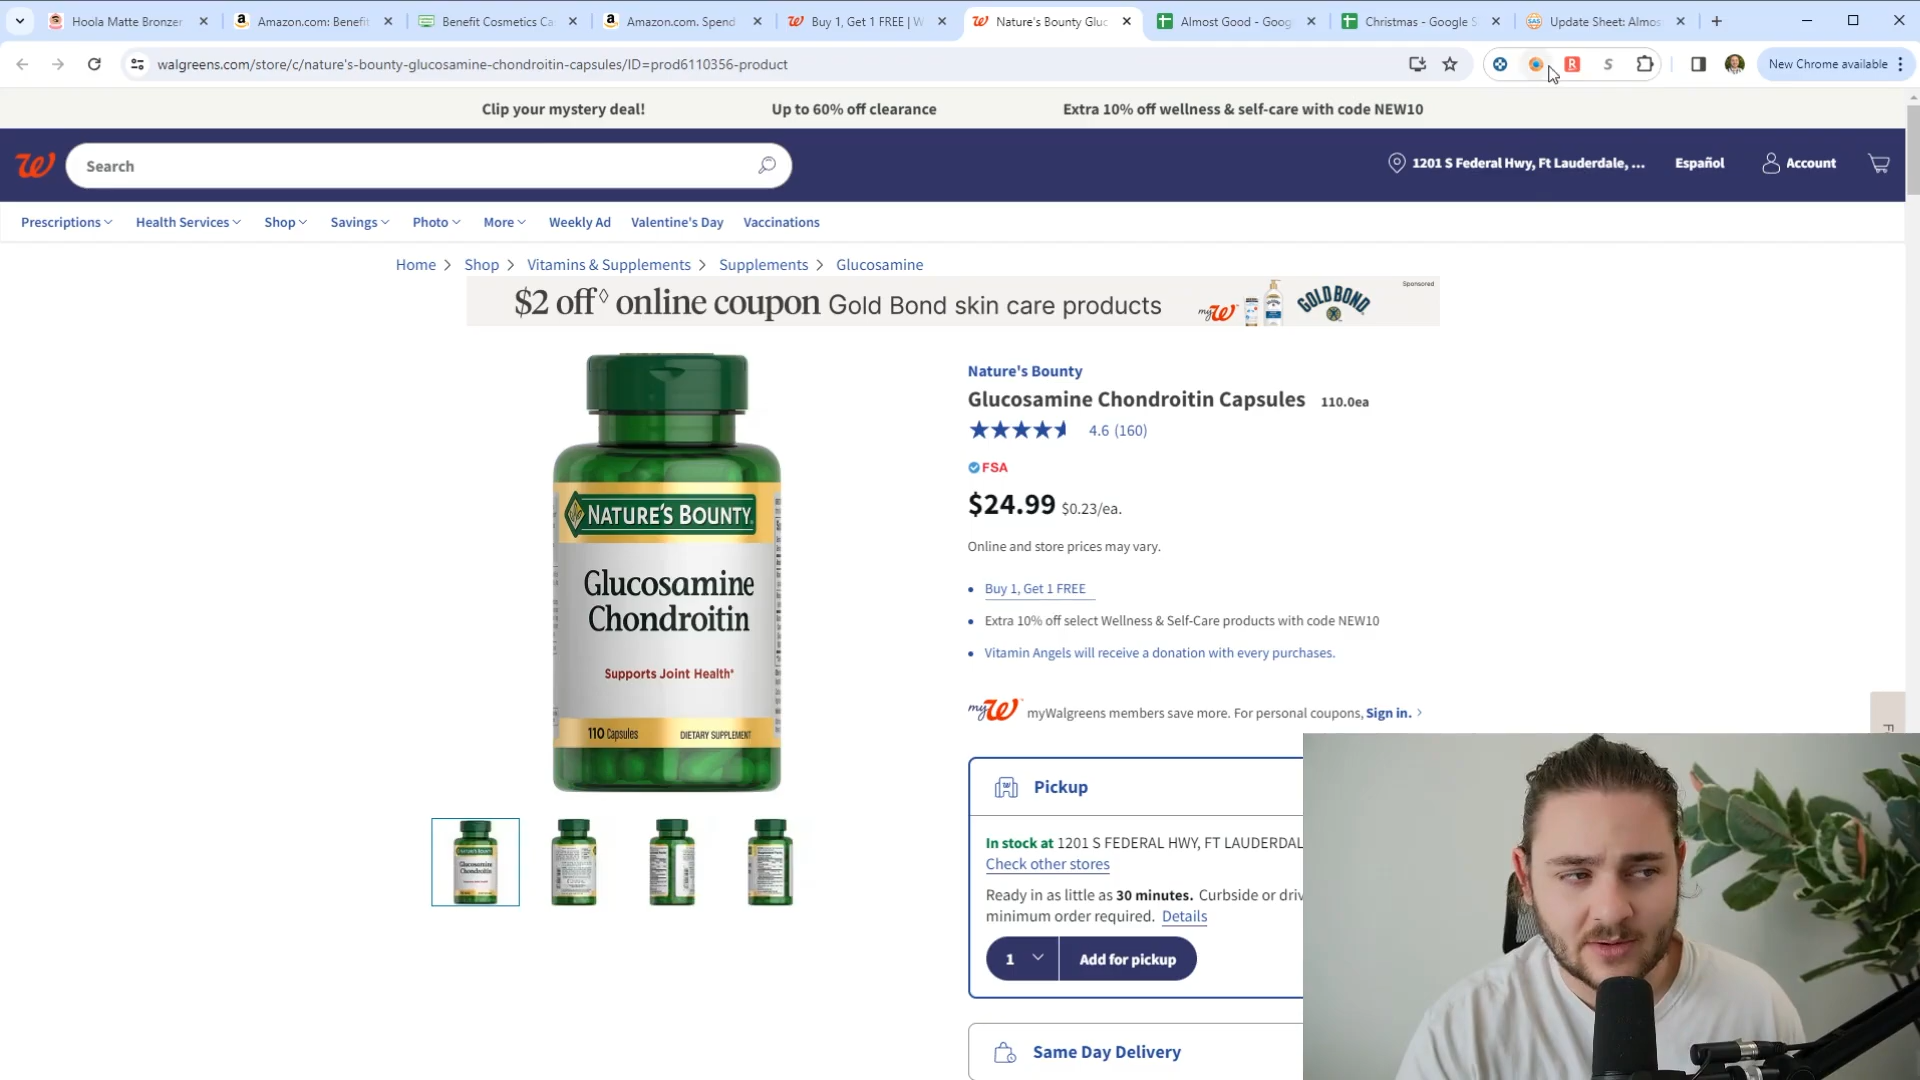 Hoola Matte Bronzer
Amazon.com: Benefit
Benefit Cosmetics Ca
Amazon.com. Spend
Buy 1, Get 1 FREE | W
Nature's Bounty Gluc
Almost Good - Goog
Christmas - Google S
Update Sheet: Almos
walgreens.com/store/c/nature's-bounty-glucosamine-chondroitin-capsules/ID=prod6110356-product
New Chrome available
Clip your mystery deal!
Up to 60% off clearance
Extra 10% off wellness & self-care with code NEW10
Search
1201 S Federal Hwy, Ft Lauderdale, ...
Español
Account
Prescriptions
Health Services
Shop
Savings
Photo
More
Weekly Ad
Valentine's Day
Vaccinations
Home > Shop > Vitamins & Supplements > Supplements > Glucosamine
$2 off◊ online coupon Gold Bond skin care products
myW
GOLD BOND
Sponsored
NATURE'S BOUNTY
Glucosamine
Chondroitin
Supports Joint Health*
110 Capsules
DIETARY SUPPLEMENT
Nature's Bounty
Glucosamine Chondroitin Capsules 110.0ea
4.6 (160)
FSA
$24.99 $0.23/ea.
Online and store prices may vary.
Buy 1, Get 1 FREE
Extra 10% off select Wellness & Self-Care products with code NEW10
Vitamin Angels will receive a donation with every purchases.
myW myWalgreens members save more. For personal coupons, Sign in. >
Pickup
In stock at 1201 S FEDERAL HWY, FT LAUDERDAL
Check other stores
Ready in as little as 30 minutes. Curbside or driv
minimum order required. Details
1
Add for pickup
Same Day Delivery